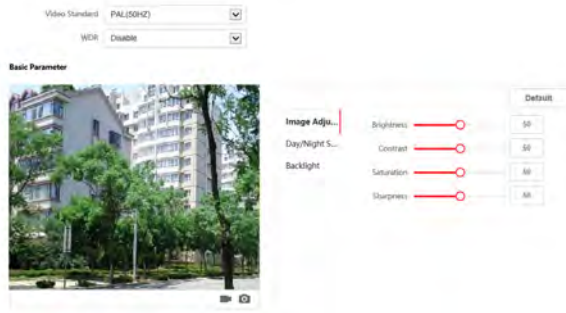 Video Standard PAL(50HZ)
WDR Disable
Basic Parameter
Default
Image Adju...
Brightness 50
Contrast 50
Day/Night S...
Backlight
Saturation 50
Sharpness 50